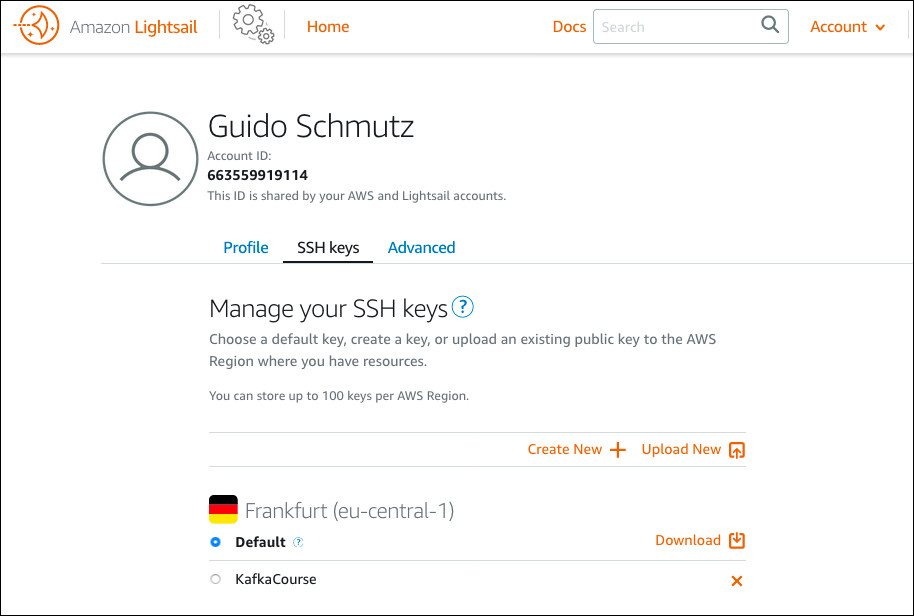 Amazon Lightsail
Home
Docs
Search
Account
Guido Schmutz
Account ID:
663559919114
This ID is shared by your AWS and Lightsail accounts.
Profile
SSH keys
Advanced
Manage your SSH keys ?
Choose a default key, create a key, or upload an existing public key to the AWS
Region where you have resources.
You can store up to 100 keys per AWS Region.
Create New
Upload New
Frankfurt (eu-central-1)
Default ?
Download
KafkaCourse